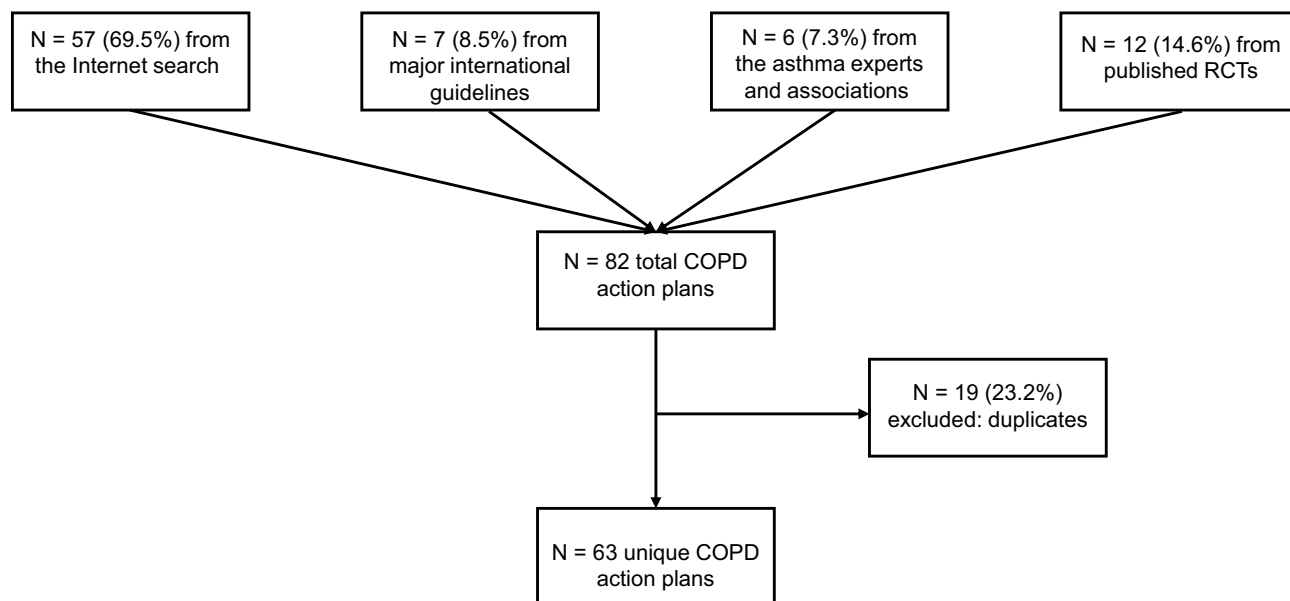 N = 57 (69.5%) from
the Internet search
N = 7 (8.5%) from
major international
guidelines
N = 6 (7.3%) from
the asthma experts
and associations
N = 12 (14.6%) from
published RCTs
N = 82 total COPD
action plans
N = 19 (23.2%)
excluded: duplicates
N = 63 unique COPD
action plans